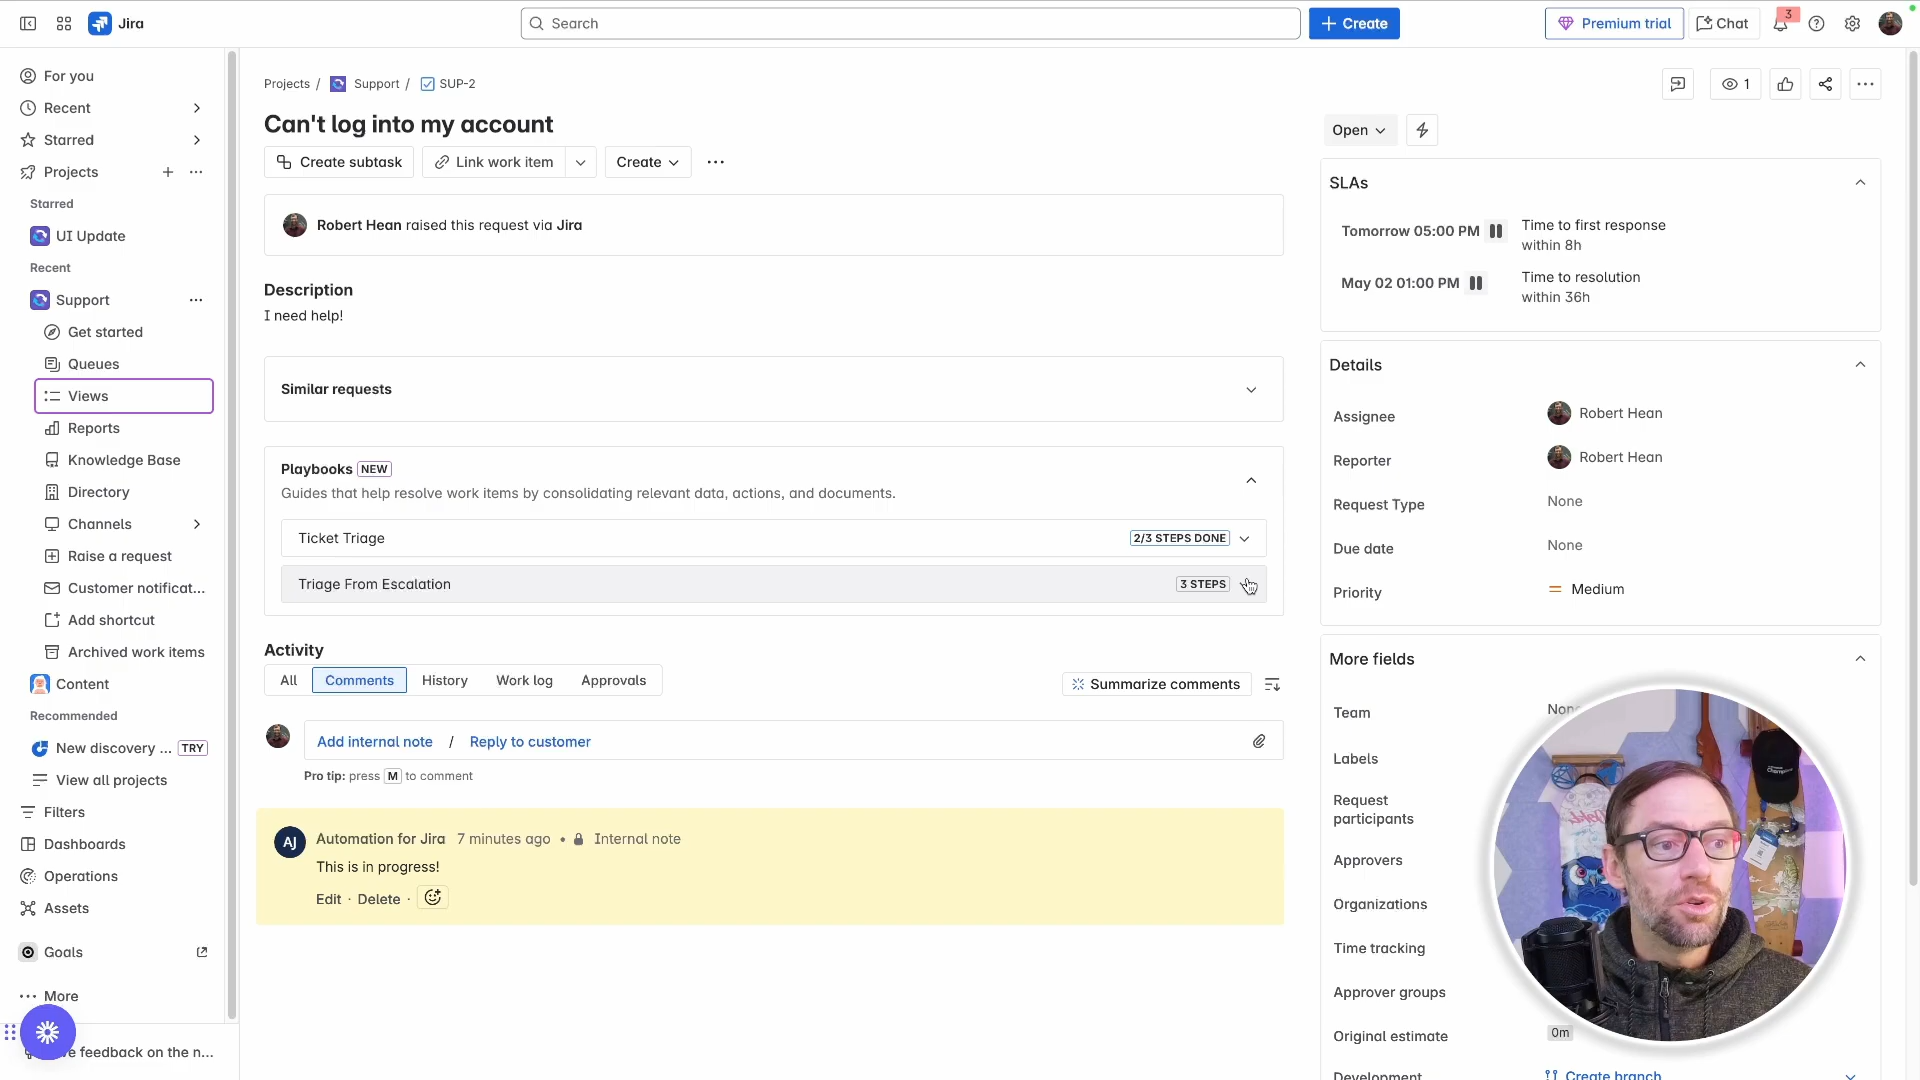 Jira
Search
Create
Premium trial
Chat
3
For you
Recent
Starred
Projects
Starred
UI Update
Recent
Support
Get started
Queues
Views
Reports
Knowledge Base
Directory
Channels
Raise a request
Customer notificat...
Add shortcut
Archived work items
Content
Recommended
New discovery ... TRY
View all projects
Filters
Dashboards
Operations
Assets
Goals
More
feedback on the n...
Projects / Support / SUP-2
1
Can't log into my account
Create subtask
Link work item
Create
Robert Hean raised this request via Jira
Description
I need help!
Similar requests
Playbooks NEW
Guides that help resolve work items by consolidating relevant data, actions, and documents.
Ticket Triage
2/3 STEPS DONE
Triage From Escalation
3 STEPS
Activity
All
Comments
History
Work log
Approvals
Summarize comments
Add internal note / Reply to customer
Pro tip: press M to comment
AJ
Automation for Jira 7 minutes ago • Internal note
This is in progress!
Edit · Delete ·
Open
SLAs
Tomorrow 05:00 PM
Time to first response
within 8h
May 02 01:00 PM
Time to resolution
within 36h
Details
Assignee
Robert Hean
Reporter
Robert Hean
Request Type
None
Due date
None
Priority
Medium
More fields
Team
Labels
Request
participants
Approvers
Organizations
Time tracking
Approver groups
Original estimate
0m
Development
Create branch